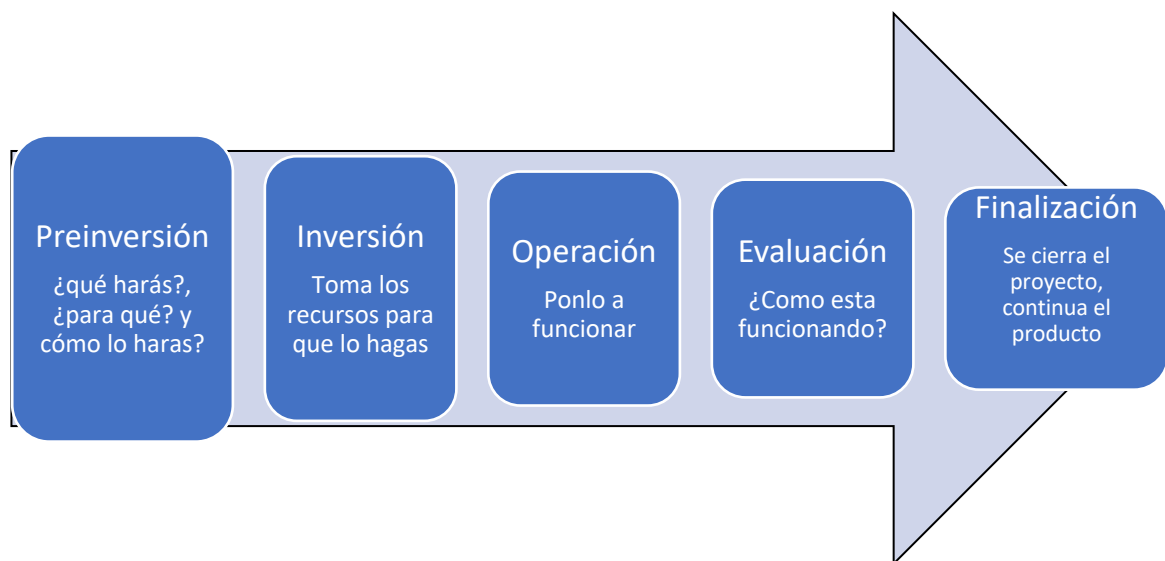 Preinversión
¿qué harás?,
¿para qué? y
cómo lo haras?
Inversión
Toma los
recursos para
que lo hagas
Operación
Ponlo a
funcionar
Evaluación
¿Como esta
funcionando?
Finalización
Se cierra el
proyecto,
continua el
producto